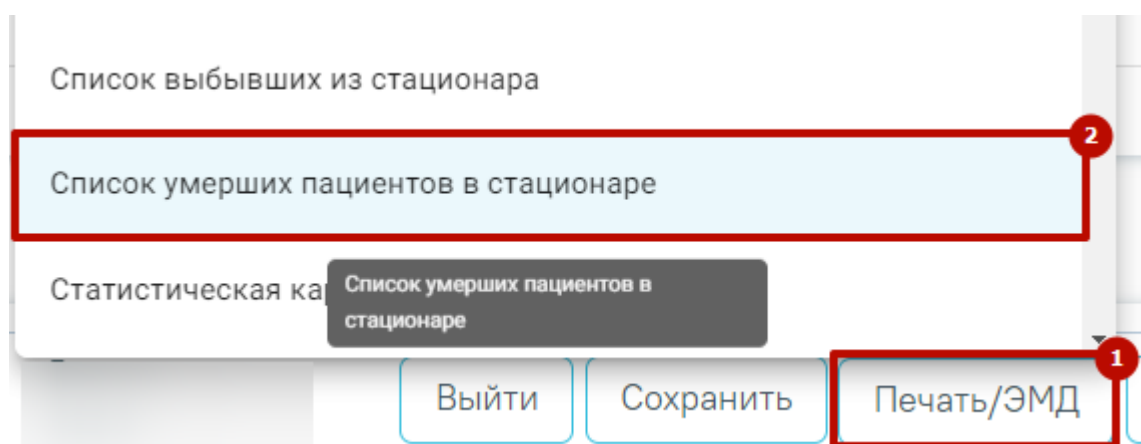 Список выбывших из стационара
2
Список умерших пациентов в стационаре
Статистическая ка
Список умерших пациентов в
стационаре
1
Выйти
Сохранить
Печать/ЭМД